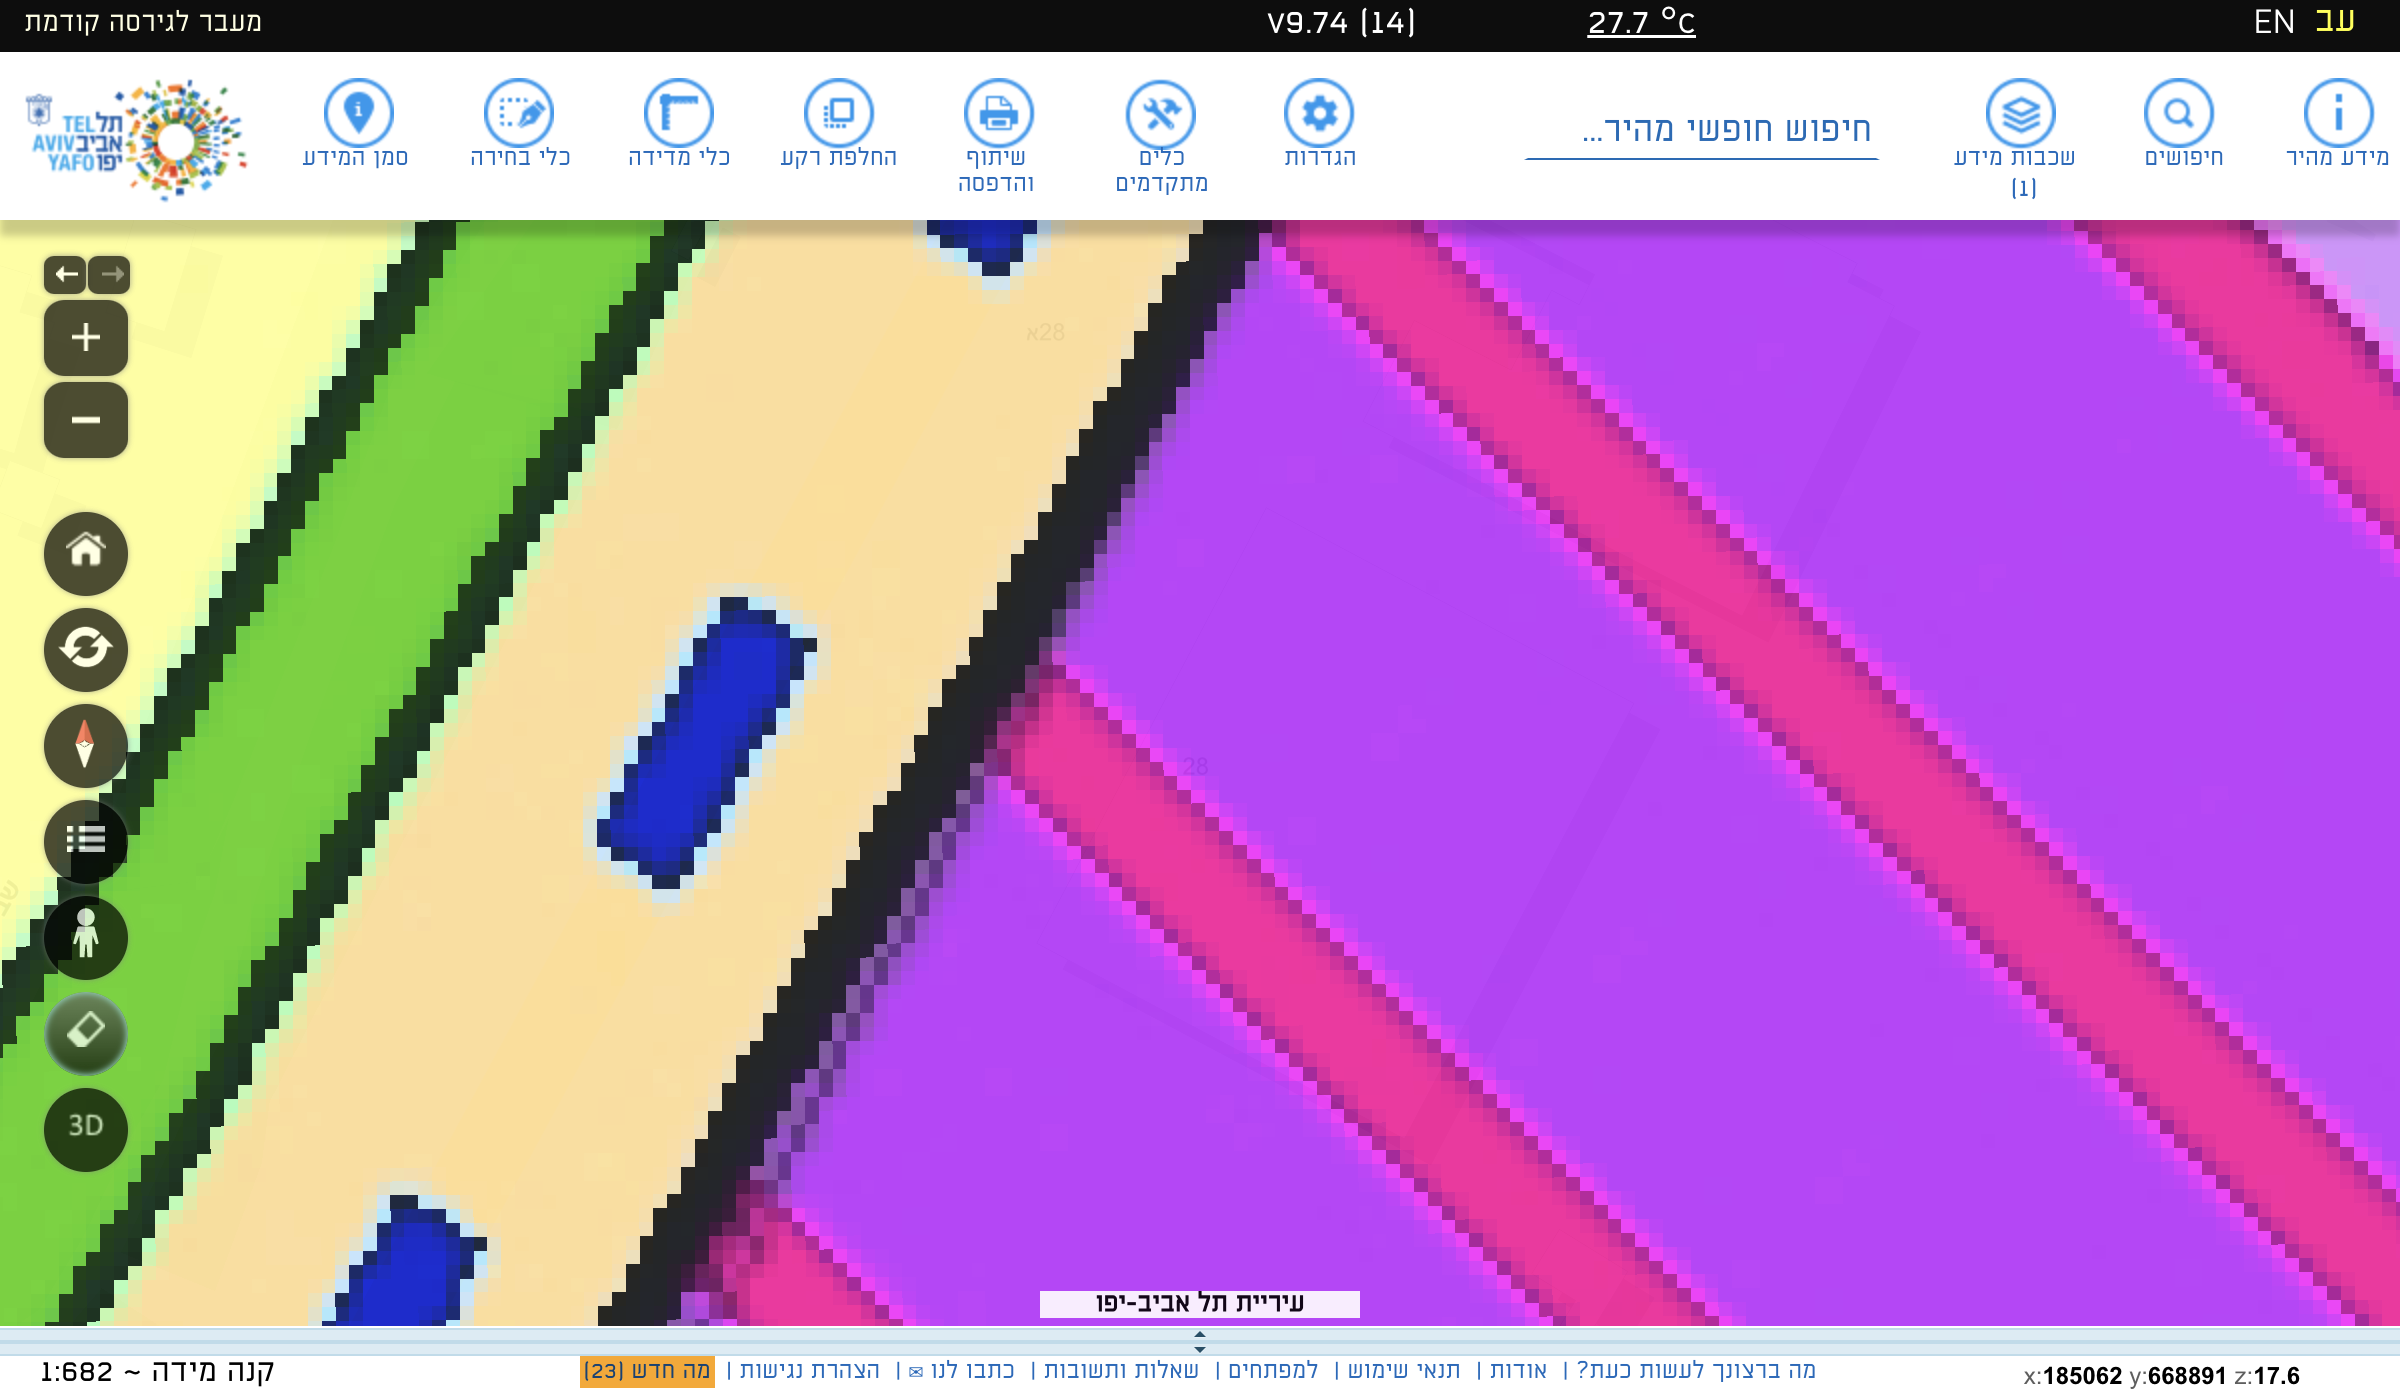 עב EN
27.7 °C
V9.74 (14)
מעבר לגירסה קודמת
מידע מהיר
חיפושים
שכבות מידע
(1)
חיפוש חופשי מהיר...
הגדרות
כלים
מתקדמים
שיתוף
והדפסה
החלפת רקע
כלי מדידה
כלי בחירה
סמן המידע
TEL תל
AVIV אביב
YAFO יפו
28א
28
3D
עיריית תל אביב-יפו
x:185062 y:668891 z:17.6
מה ברצונך לעשות כעת? | אודות | תנאי שימוש | למפתחים | שאלות ותשובות | כתבו לנו ✉ | הצהרת נגישות | מה חדש (23)
קנה מידה ~ 1:682